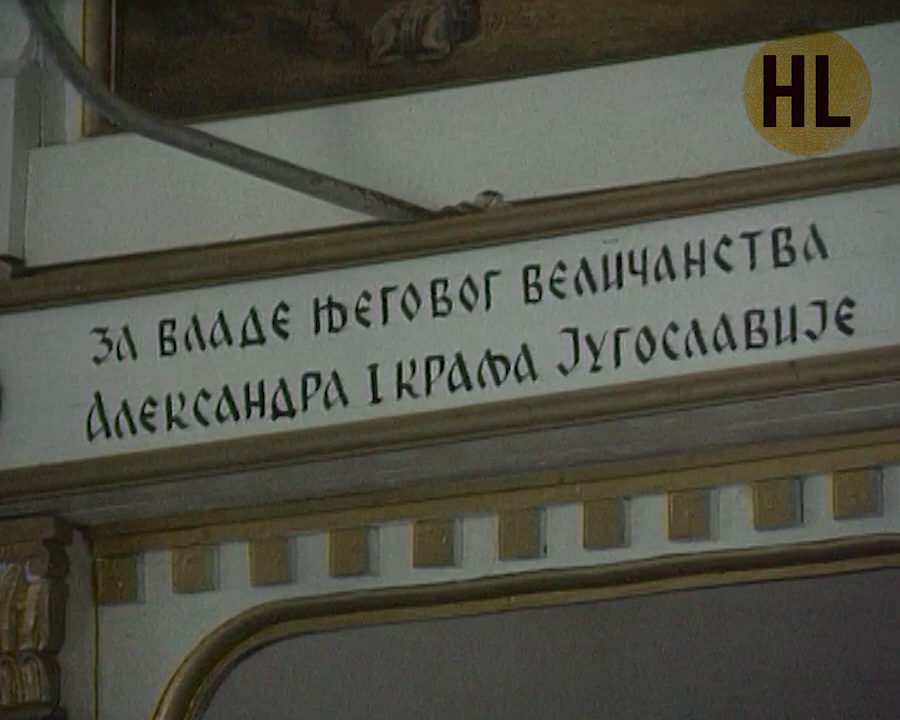 HL
ЗА ВЛАДЕ ЊЕГОВОГ ВЕЛИЧАНСТВА
АЛЕКСАНДРА I КРАЉА ЈУГОСЛАВИЈЕ